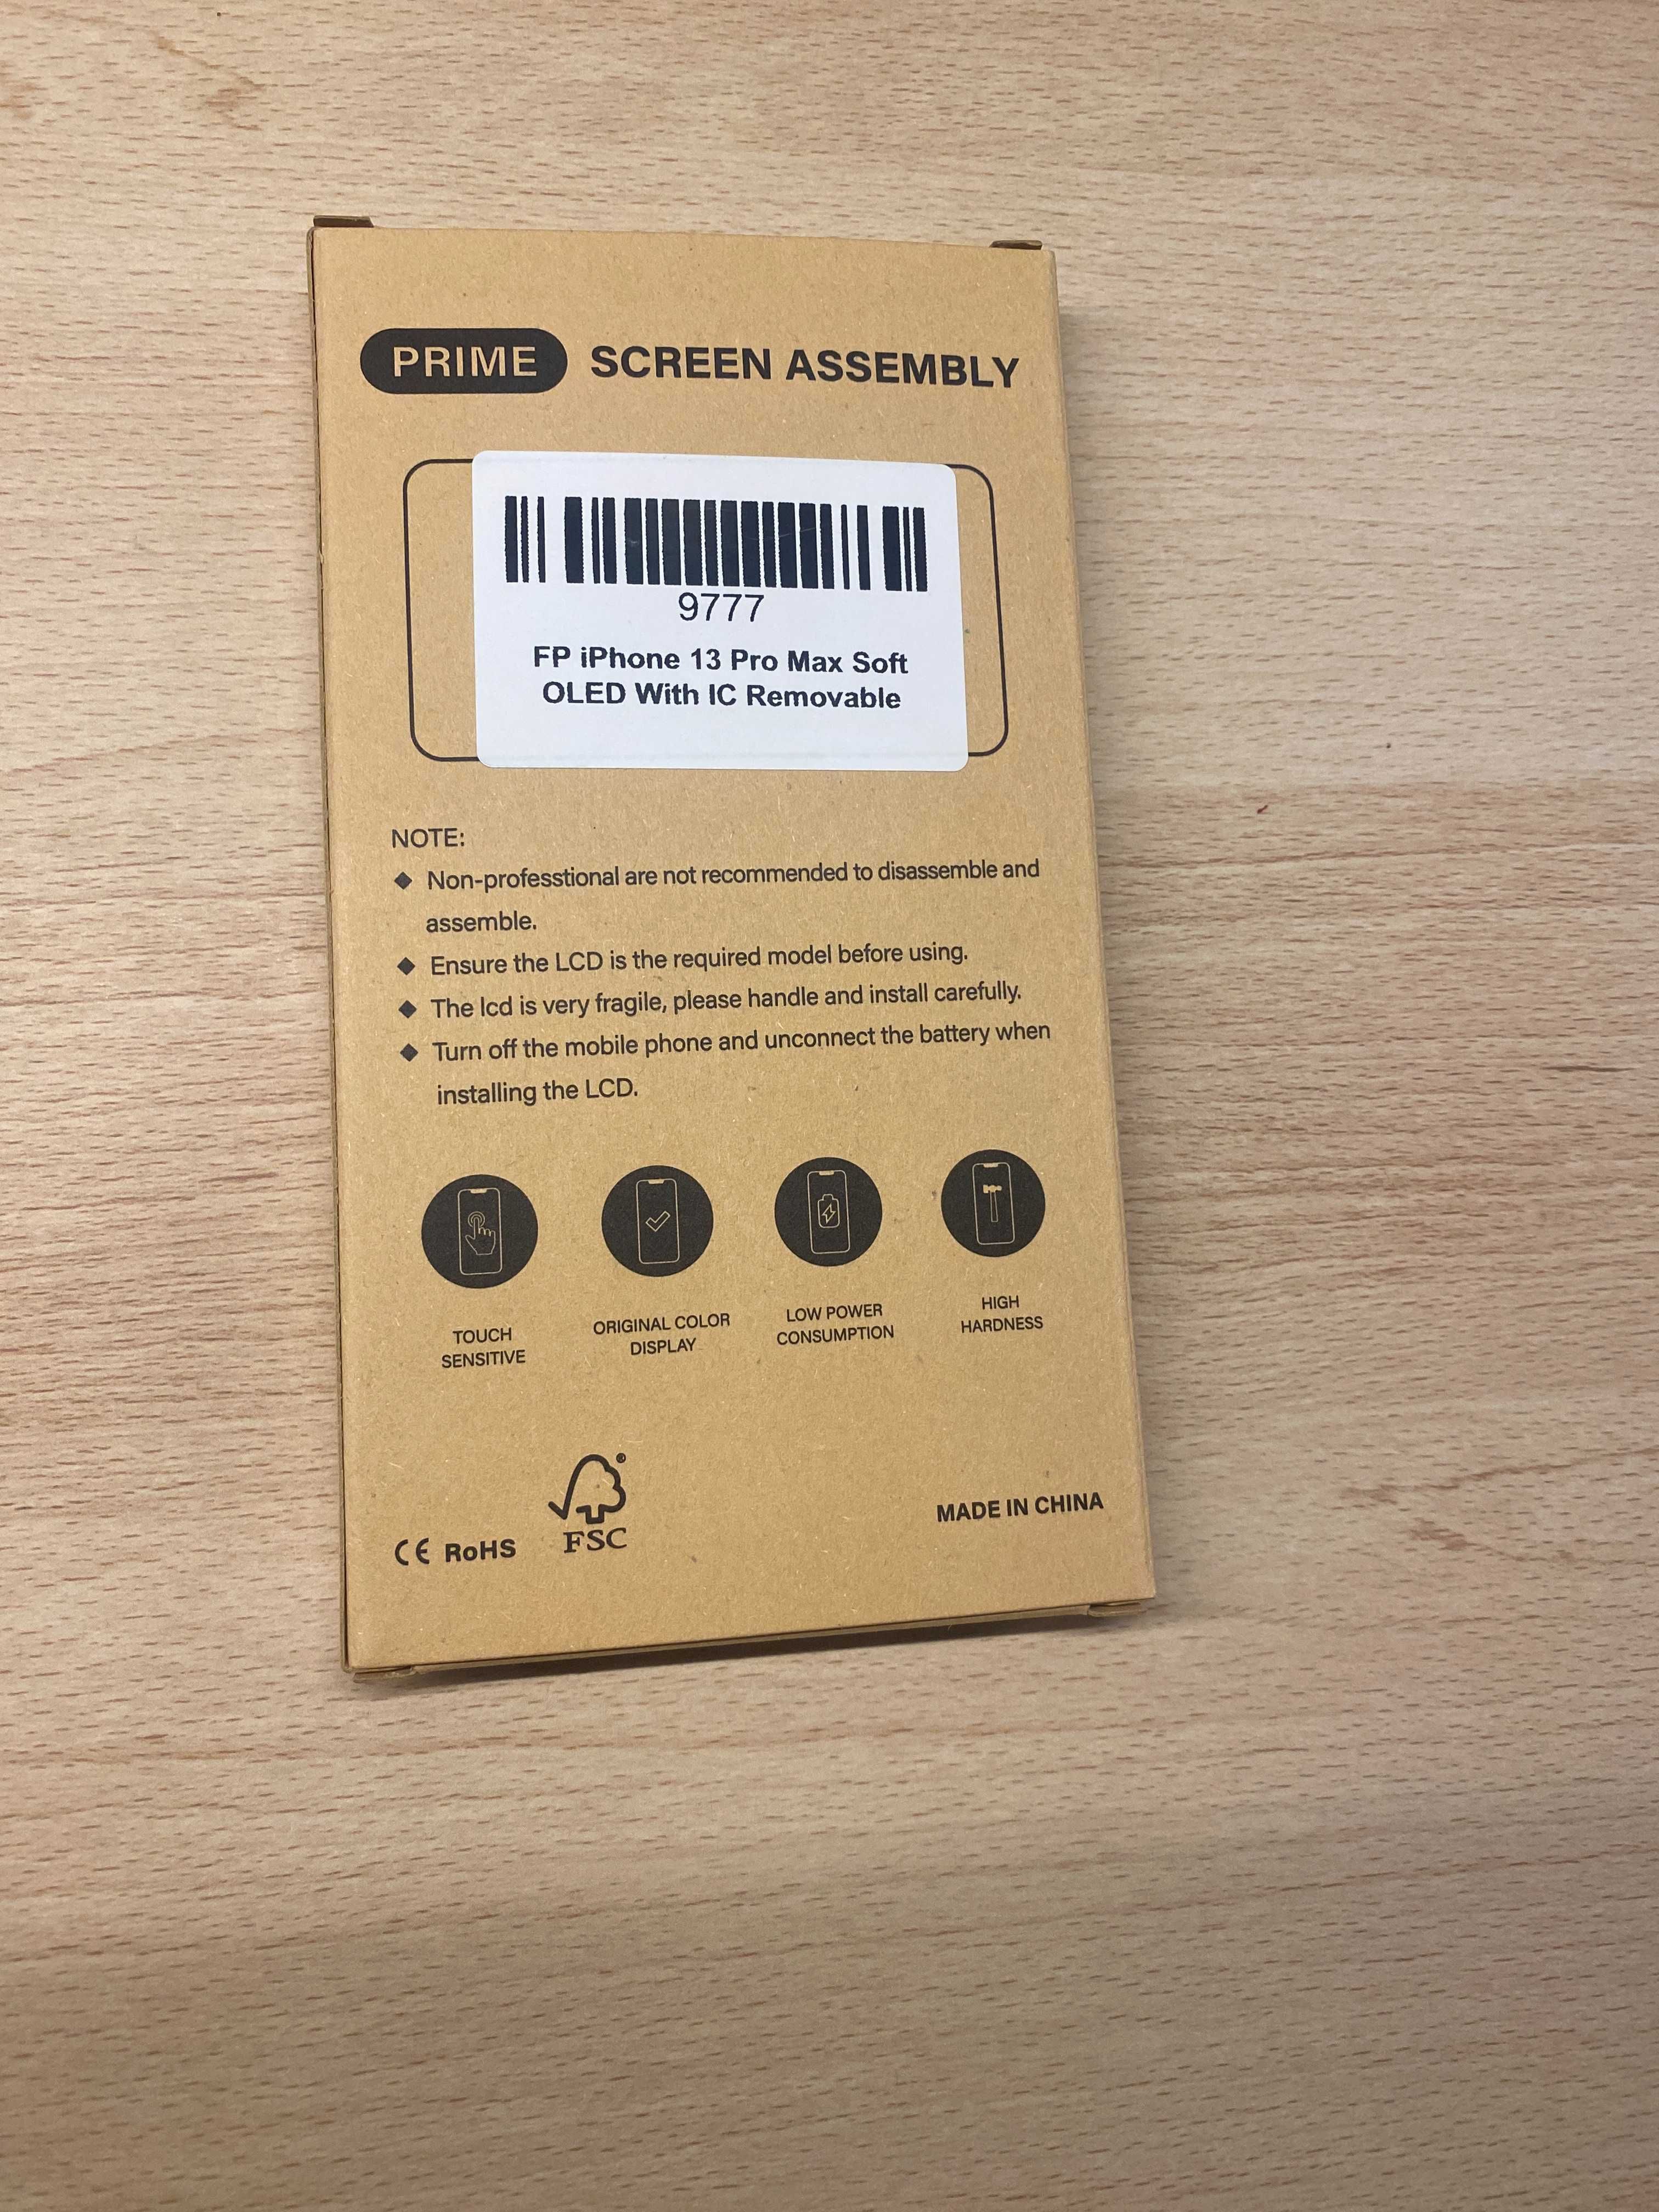 PRIME SCREEN ASSEMBLY
9777
FP iPhone 13 Pro Max Soft
OLED With IC Removable
NOTE:
◆ Non-professtional are not recommended to disassemble and
assemble.
◆ Ensure the LCD is the required model before using.
◆ The lcd is very fragile, please handle and install carefully.
◆ Turn off the mobile phone and unconnect the battery when
installing the LCD.
TOUCH
SENSITIVE
ORIGINAL COLOR
DISPLAY
LOW POWER
CONSUMPTION
HIGH
HARDNESS
CE RoHS
FSC®
MADE IN CHINA